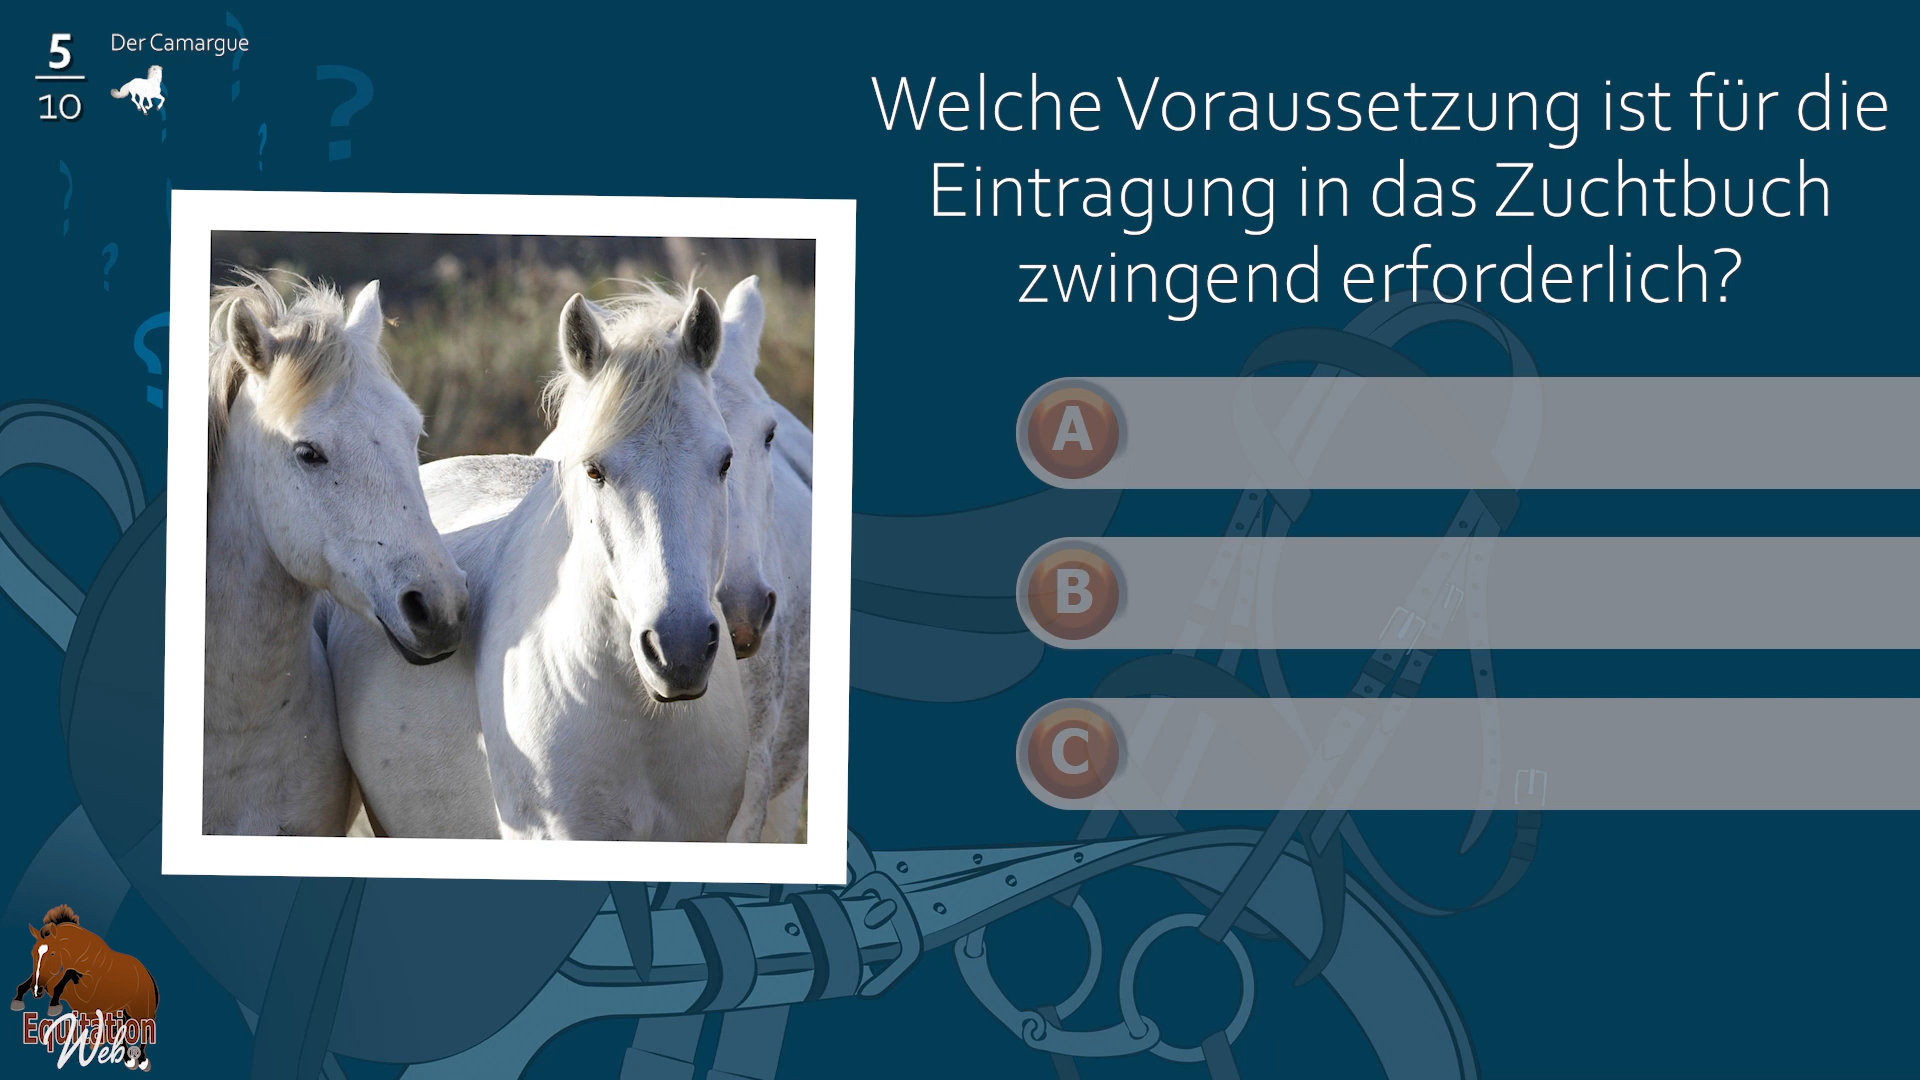 5
10
Der Camargue
Welche Voraussetzung ist für die
Eintragung in das Zuchtbuch
zwingend erforderlich?
A
B
C
Equitation
Web